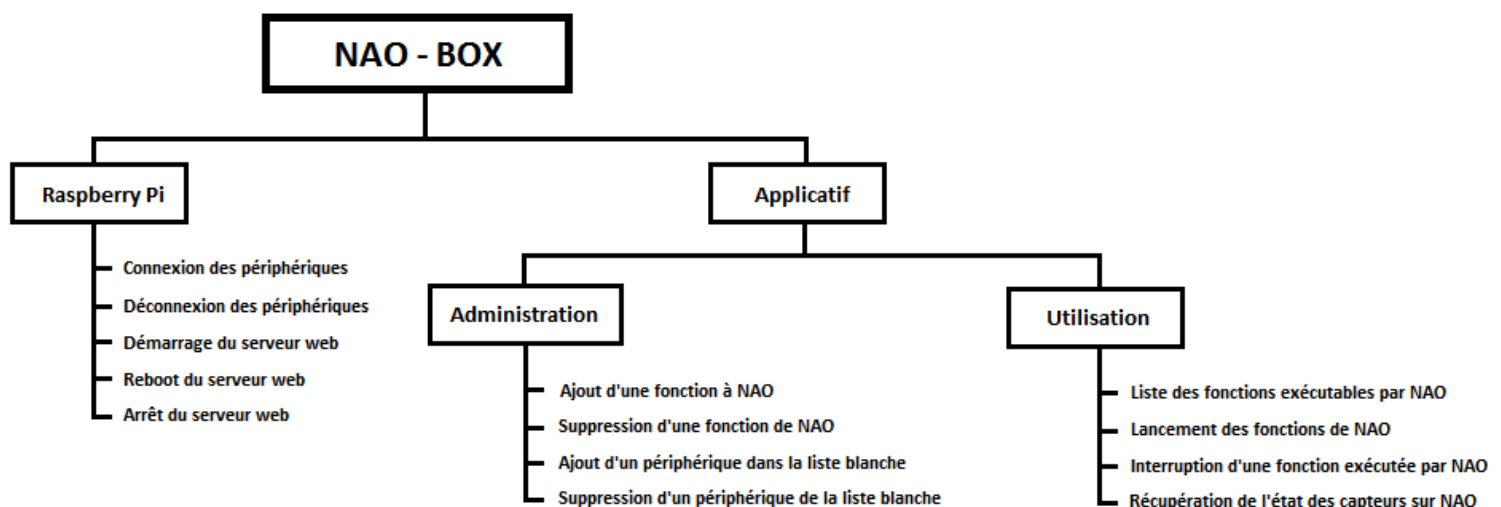 NAO - BOX
Raspberry Pi
Connexion des périphériques
Déconnexion des périphériques
Démarrage du serveur web
Reboot du serveur web
Arrêt du serveur web
Applicatif
Administration
Ajout d'une fonction à NAO
Suppression d'une fonction de NAO
Ajout d'un périphérique dans la liste blanche
Suppression d'un périphérique de la liste blanche
Utilisation
Liste des fonctions exécutables par NAO
Lancement des fonctions de NAO
Interruption d'une fonction exécutée par NAO
Récupération de l'état des capteurs sur NAO